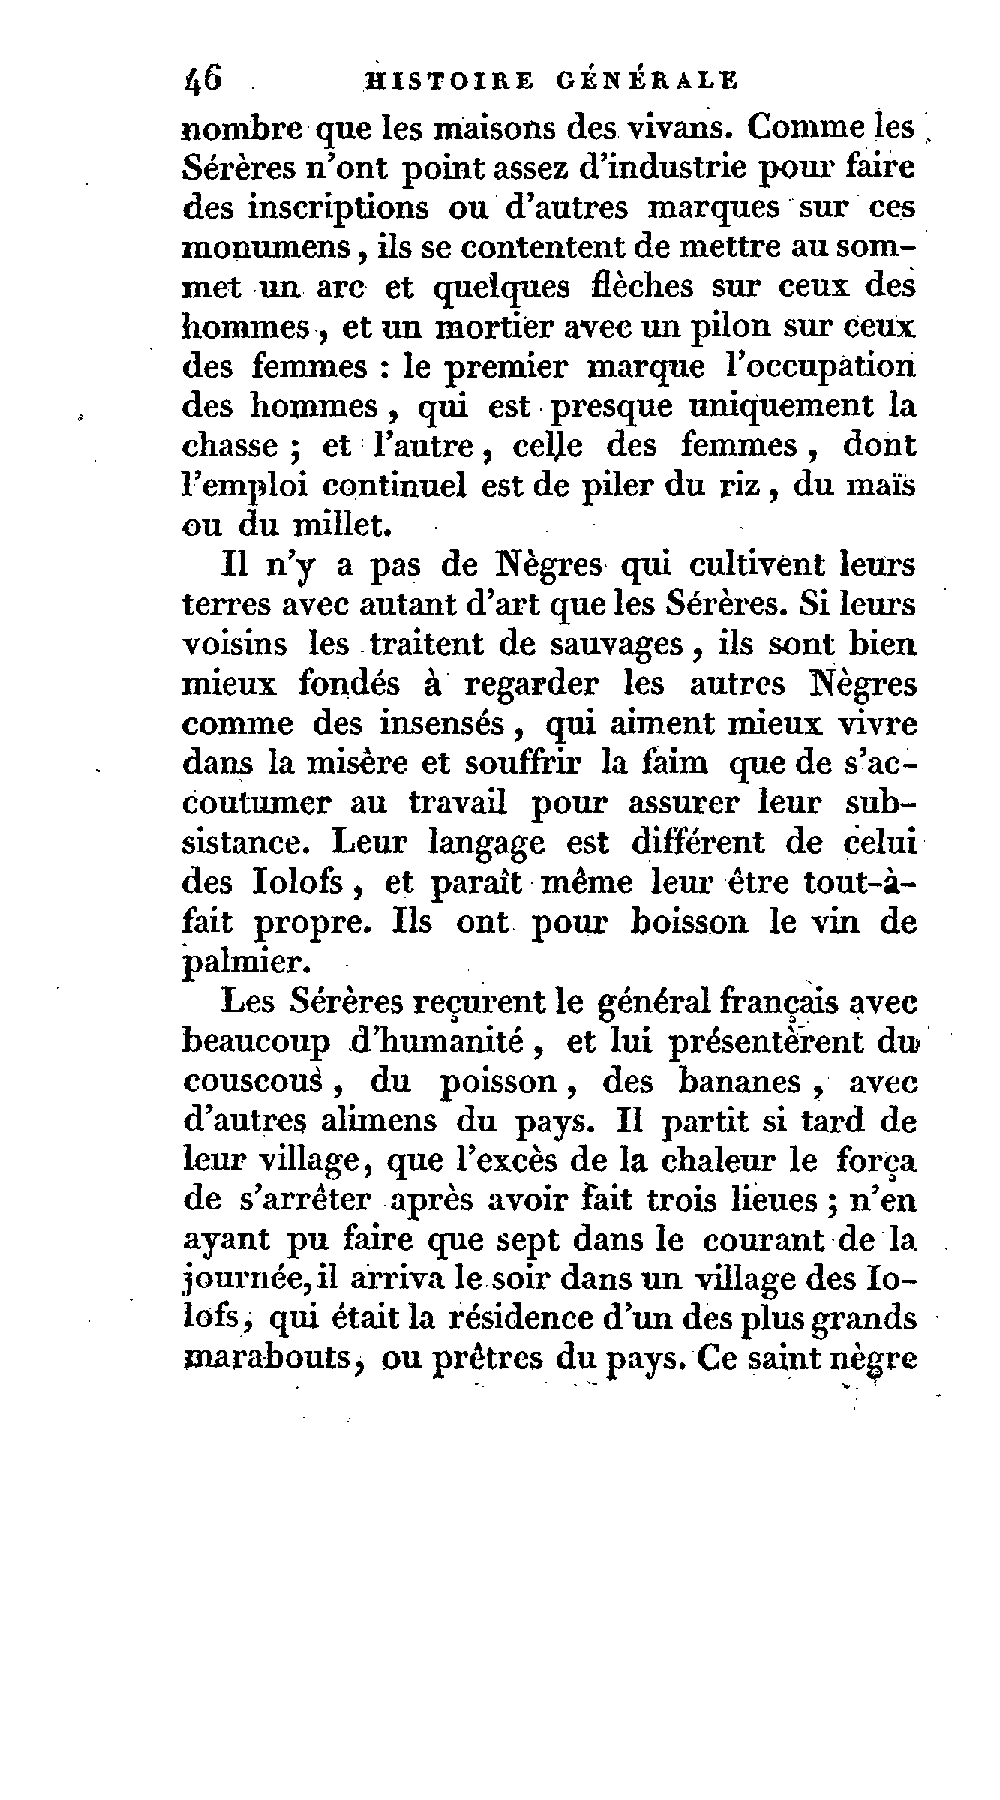 46 HISTOIRE GÉNÉRALE
nombre que les maisons des vivans. Comme les
Sérères n'ont point assez d'industrie pour faire
des inscriptions ou d'autres marques sur ces
monumens, ils se contentent de mettre au som-
met un arc et quelques flèches sur ceux des
hommes, et un mortier avec un pilon sur ceux
des femmes : le premier marque l'occupation
des hommes, qui est presque uniquement la
chasse ; et l'autre, celle des femmes, dont
l'emploi continuel est de piler du riz, du maïs
ou du millet.
Il n'y a pas de Nègres qui cultivent leurs
terres avec autant d'art que les Sérères. Si leurs
voisins les traitent de sauvages, ils sont bien
mieux fondés à regarder les autres Nègres
comme des insensés, qui aiment mieux vivre
dans la misère et souffrir la faim que de s'ac-
coutumer au travail pour assurer leur sub-
sistance. Leur langage est différent de celui
des Iolofs, et paraît même leur être tout-à-
fait propre. Ils ont pour boisson le vin de
palmier.
Les Sérères reçurent le général français avec
beaucoup d'humanité, et lui présentèrent du
couscous, du poisson, des bananes, avec
d'autres alimens du pays. Il partit si tard de
leur village, que l'excès de la chaleur le força
de s'arrêter après avoir fait trois lieues ; n'en
ayant pu faire que sept dans le courant de la
journée, il arriva le soir dans un village des Io-
lofs, qui était la résidence d'un des plus grands
marabouts, ou prêtres du pays. Ce saint nègre